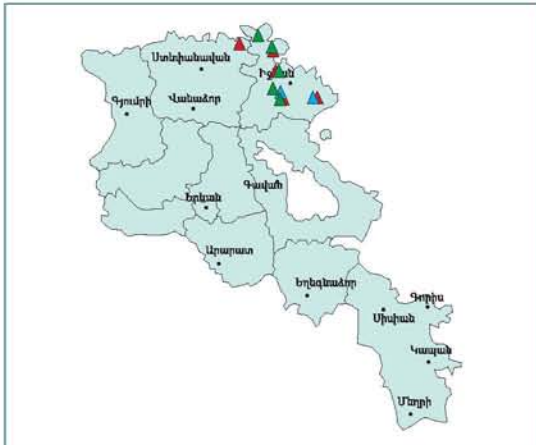 Ստեփանավան
Իջևան
Գյումրի
Վանաձոր
Գավառ
Երևան
Արարատ
Եղեգնաձոր
Գորիս
Սիսիան
Կապան
Մեղրի